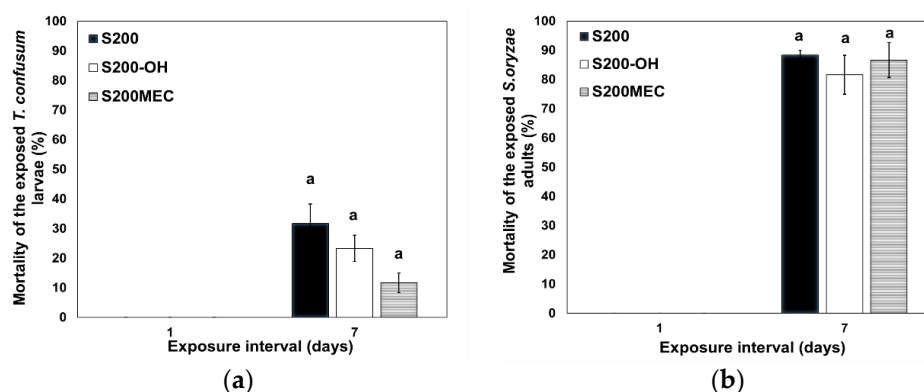 Mortality of the exposed T. confusum
larvae (%)
100
90
80
70
60
50
40
30
20
10
0
S200
S200-OH
S200MEC
a
a
a
1
7
Exposure interval (days)
(a)
Mortality of the exposed S.oryzae
adults (%)
100
90
80
70
60
50
40
30
20
10
0
S200
S200-OH
S200MEC
a
a
a
1
7
Exposure interval (days)
(b)